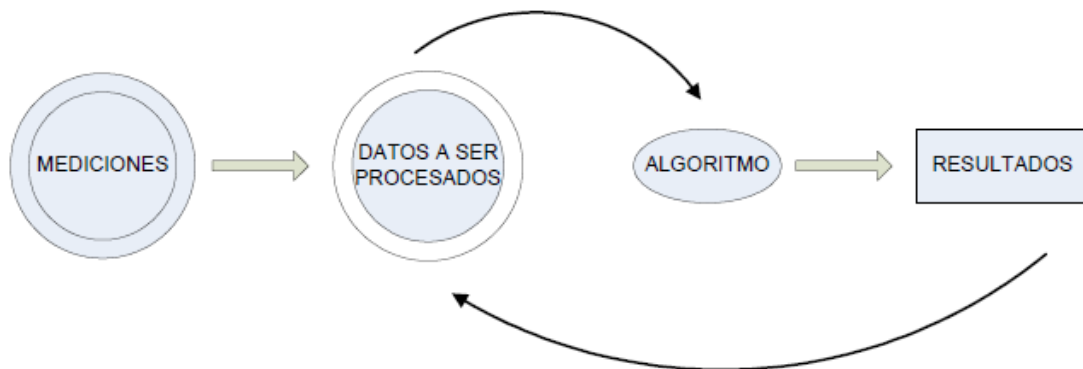 MEDICIONES
DATOS A SER
PROCESADOS
ALGORITMO
RESULTADOS